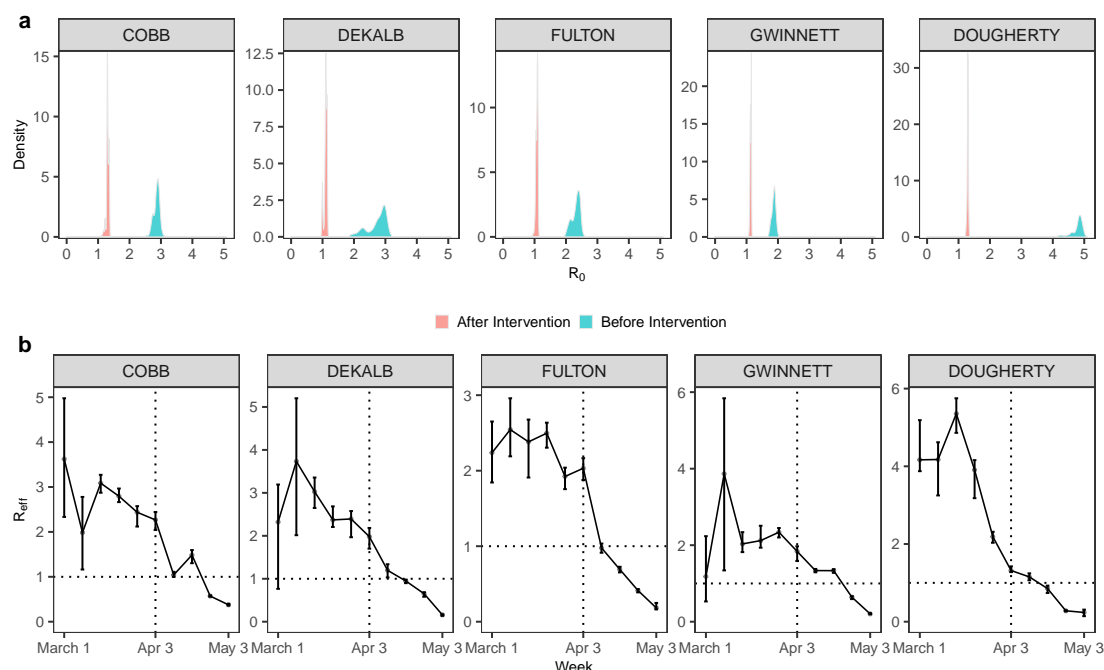 a
COBB DEKALB FULTON GWINNETT DOUGHERTY
Density
15 10 5 0
12.5 10.0 7.5 5.0 2.5 0.0
10 5 0
20 15 10 5 0
30 20 10 0
0 1 2 3 4 5 0 1 2 3 4 5 0 1 2 3 4 5 0 1 2 3 4 5 0 1 2 3 4 5
R0
After Intervention Before Intervention
b
COBB DEKALB FULTON GWINNETT DOUGHERTY
Reff
5 4 3 2 1 0
5 4 3 2 1 0
3 2 1 0
6 4 2 0
6 4 2 0
March 1 Apr 3 May 3 March 1 Apr 3 May 3 March 1 Apr 3 May 3 March 1 Apr 3 May 3 March 1 Apr 3 May 3
Week